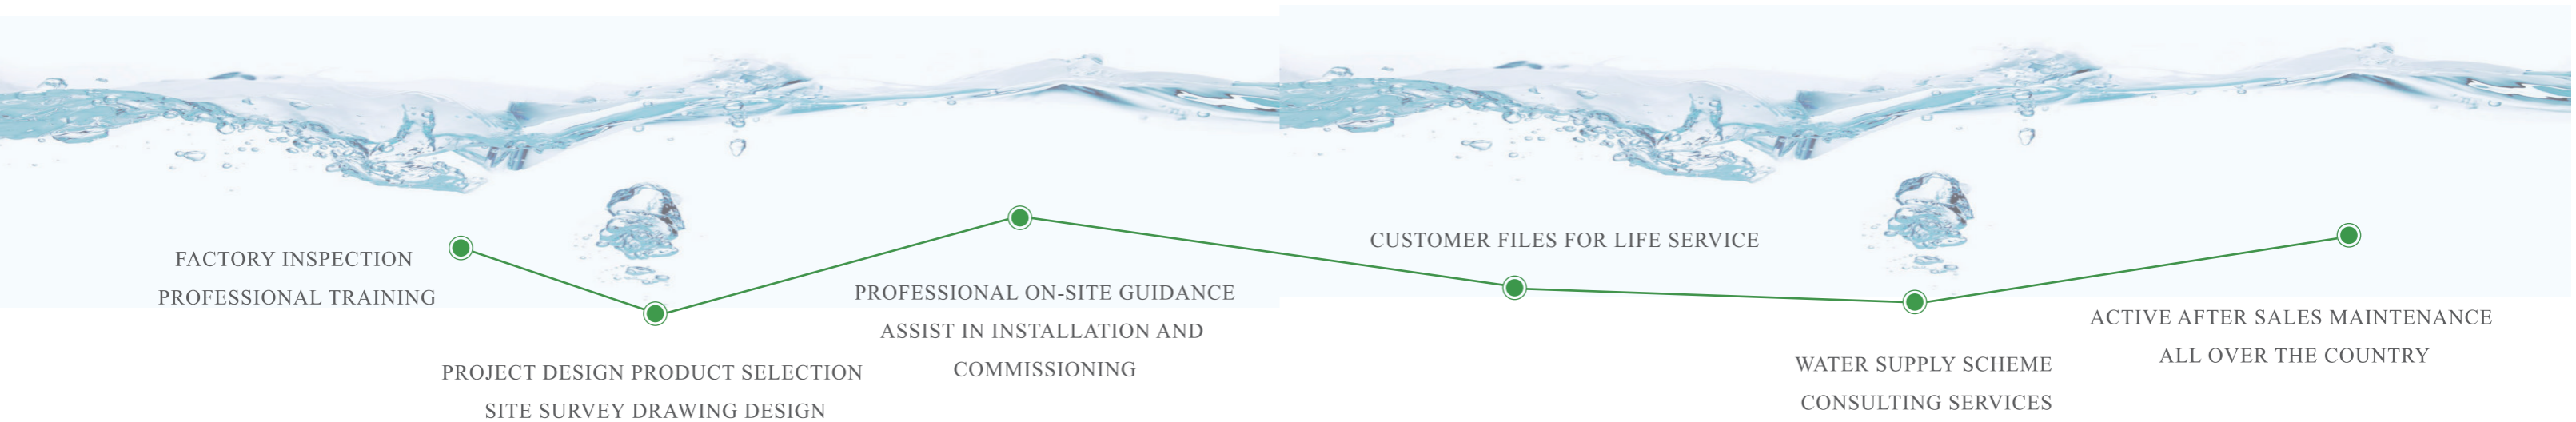 FACTORY INSPECTION
PROFESSIONAL TRAINING
PROJECT DESIGN PRODUCT SELECTION
SITE SURVEY DRAWING DESIGN
PROFESSIONAL ON-SITE GUIDANCE
ASSIST IN INSTALLATION AND
COMMISSIONING
CUSTOMER FILES FOR LIFE SERVICE
WATER SUPPLY SCHEME
CONSULTING SERVICES
ACTIVE AFTER SALES MAINTENANCE
ALL OVER THE COUNTRY